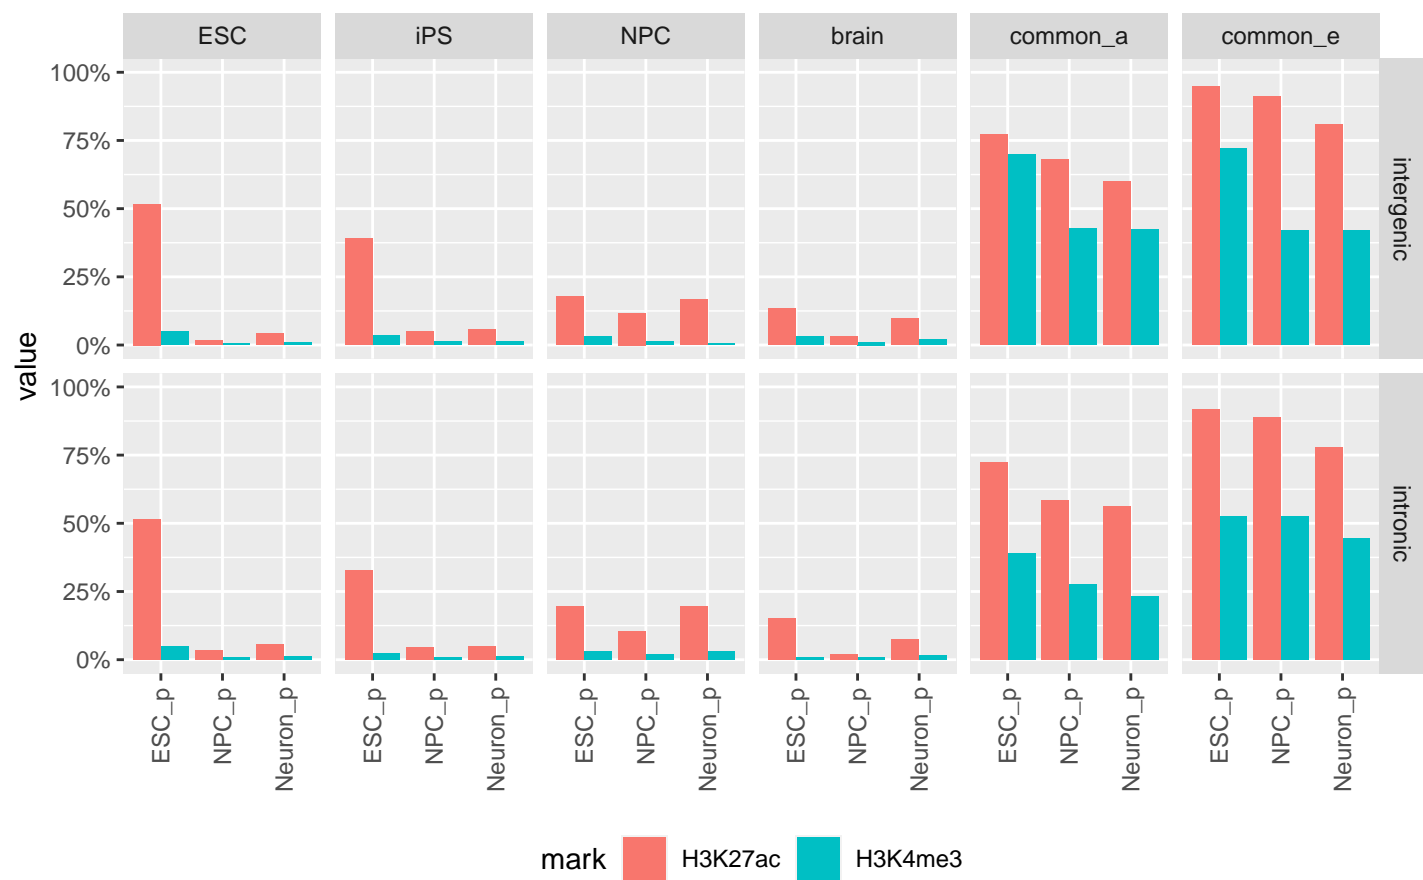 ESC iPS NPC brain common_a common_e
100%
75%
50%
25%
0%
intergenic
value
100%
75%
50%
25%
0%
intronic
ESC_p NPC_p Neuron_p ESC_p NPC_p Neuron_p ESC_p NPC_p Neuron_p ESC_p NPC_p Neuron_p ESC_p NPC_p Neuron_p ESC_p NPC_p Neuron_p
mark H3K27ac H3K4me3